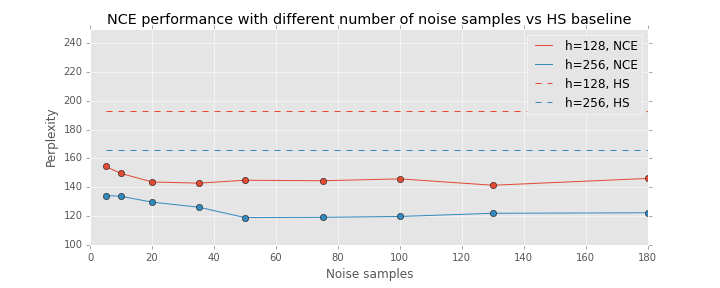 NCE performance with different number of noise samples vs HS baseline
h=128, NCE
h=256, NCE
h=128, HS
h=256, HS
Perplexity
240
220
200
180
160
140
120
100
0 20 40 60 80 100 120 140 160 180
Noise samples